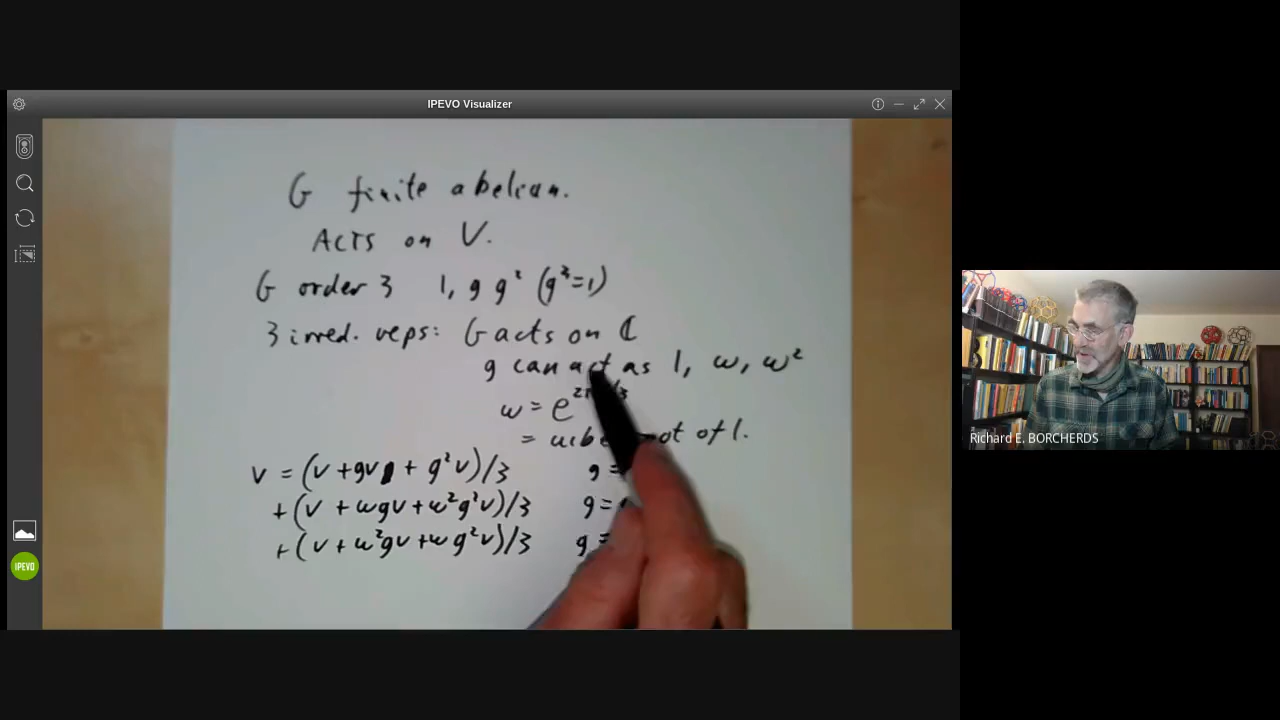 IPEVO Visualizer
G finite abelian.
ACTS on V.
G order 3 1, g g² (g³=1)
3 irred. reps: G acts on ℂ
g can act as 1, ω, ω²
ω = e
= of 1.
v = (v + gv + g²v)/3 g =
+ (v + ωgv + ω²g²v)/3 g =
+ (v + ω²gv + ωg²v)/3 g =
Richard E. BORCHERDS
IPEVO